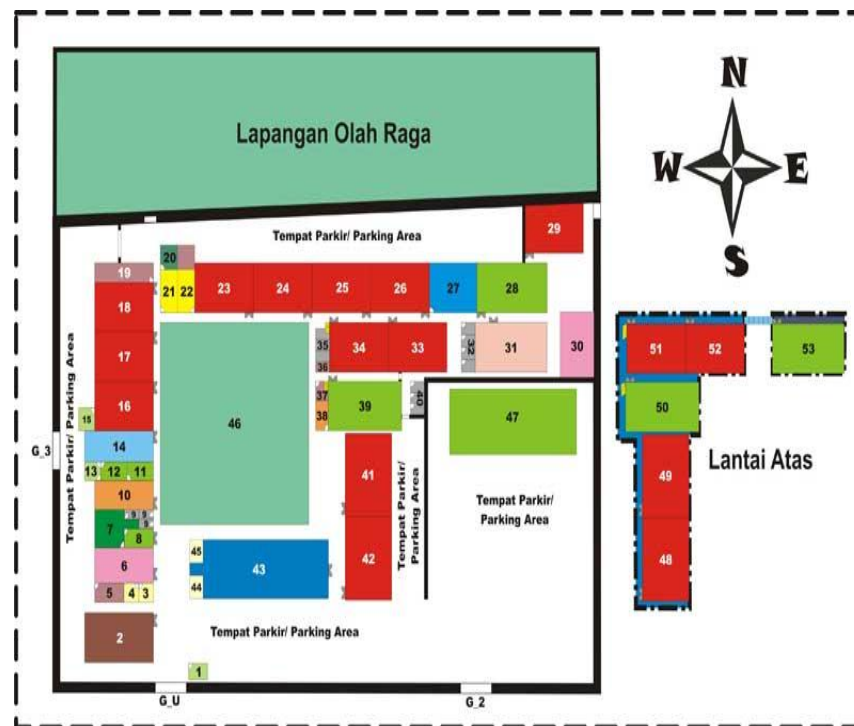 Lapangan Olah Raga
N
W E
S
Tempat Parkir/ Parking Area
29
20
19
21 22 23 24 25 26 27 28
18
17
16
15
14
13 12 11
10
9 9
9
7
8
6
5 4 3
2
1
35
36
34 33
32
31
30
37
38
39
40
46
47
41
42
45
44
43
Tempat Parkir/ Parking Area
Tempat Parkir/
Parking Area
Tempat Parkir/
Parking Area
Tempat Parkir/ Parking Area
G_3
G_U
G_2
51 52 53
50
49
48
Lantai Atas